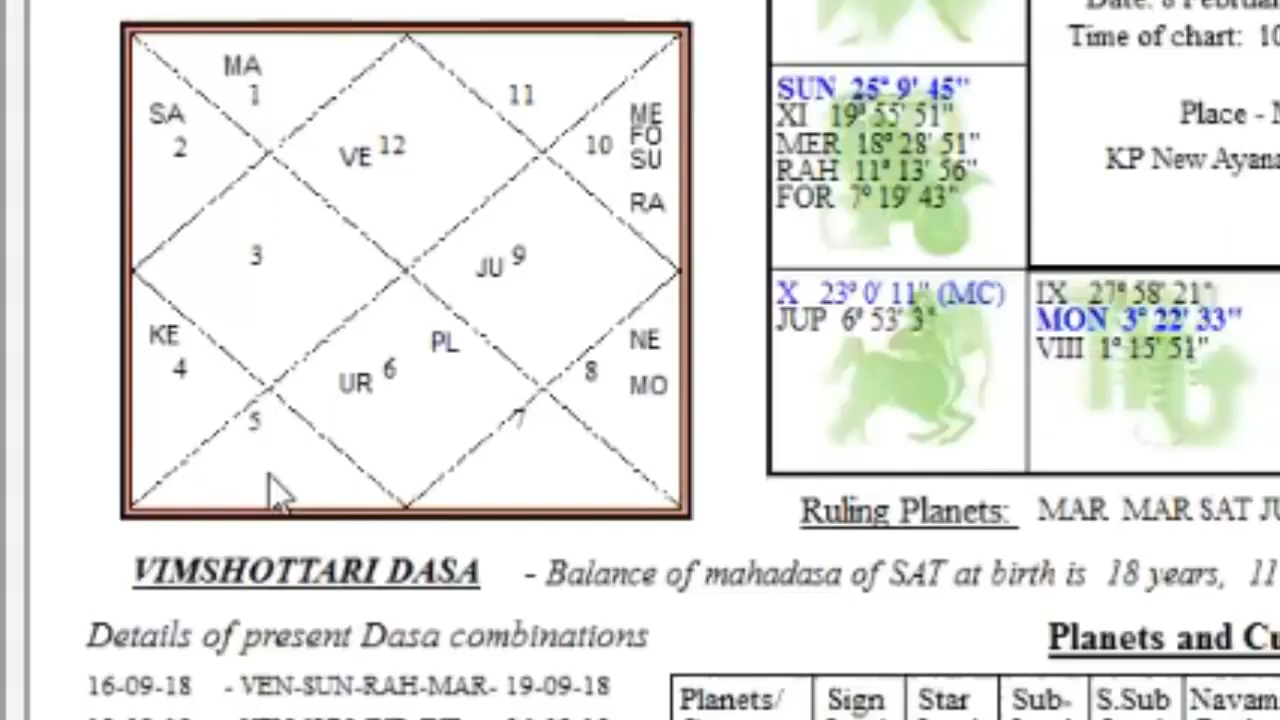 MA
1
11
SA
2
VE 12
10
ME
FO
SU
RA
3
JU 9
KE
4
PL
NE
MO
8
UR 6
5
7
Time of chart: 10
SUN 25° 9' 45"
XI 19° 55' 51"
MER 18° 28' 51"
RAH 11° 13' 56"
FOR 7° 19' 43"
Place -
KP New Ayana
X 23° 0' 11" (MC)
JUP 6° 53' 3"
IX 27° 58' 21"
MON 3° 22' 33"
VIII 1° 15' 51"
Ruling Planets: MAR MAR SAT
VIMSHOTTARI DASA - Balance of mahadasa of SAT at birth is 18 years, 11
Details of present Dasa combinations
Planets and
16-09-18 - VEN-SUN-RAH-MAR- 19-09-18
Planets/ Sign Star Sub- S.Sub Navam